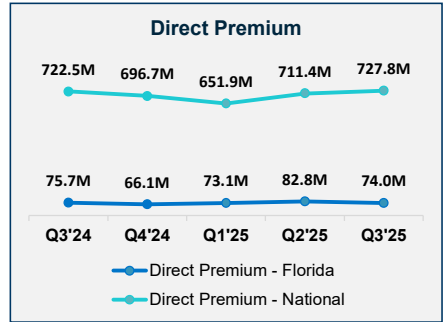 Direct Premium
722.5M 696.7M 651.9M 711.4M 727.8M
75.7M 66.1M 73.1M 82.8M 74.0M
Q3'24 Q4'24 Q1'25 Q2'25 Q3'25
Direct Premium - Florida
Direct Premium - National